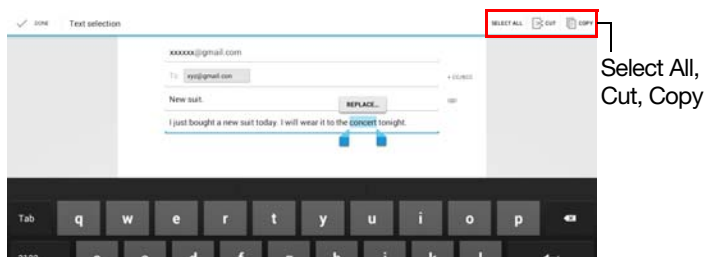 DONE Text selection SELECT ALL CUT COPY
xxxxxx@gmail.com
To xyz@gmail.com + CC/BCC
New suit.
REPLACE...
I just bought a new suit today. I will wear it to the concert tonight.
Select All,
Cut, Copy
Tab q w e r t y u i o p